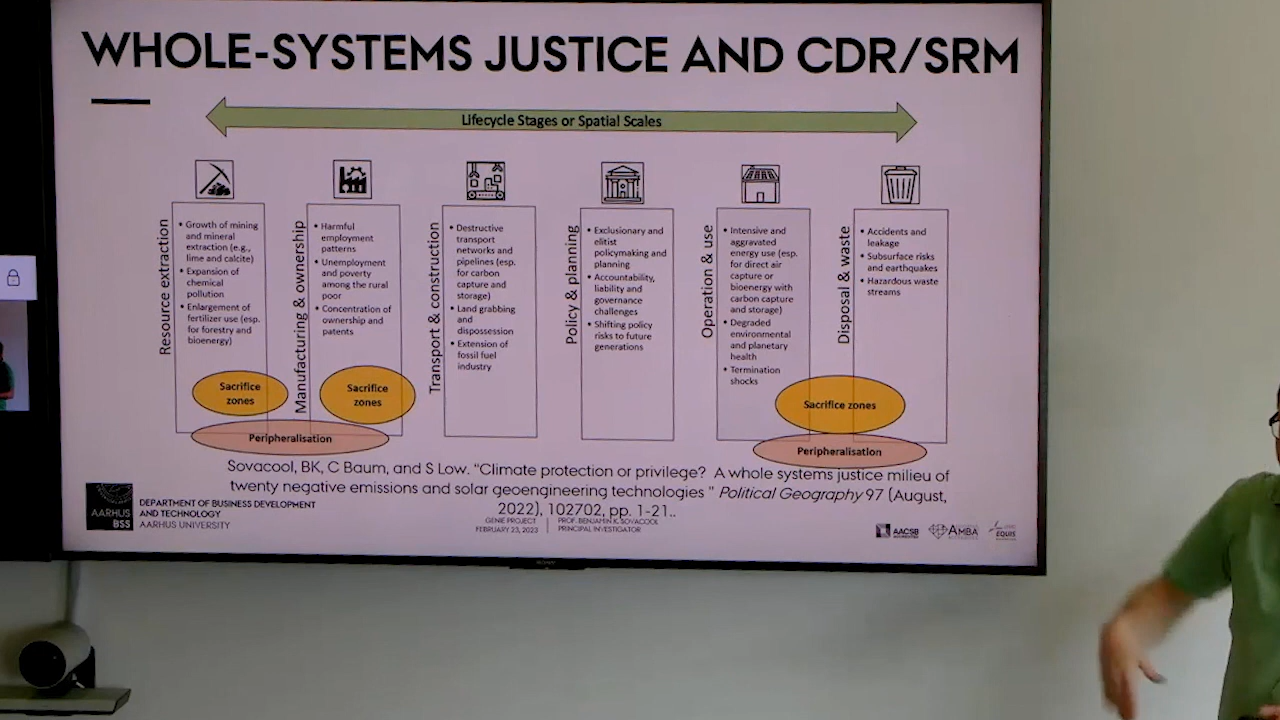 WHOLE-SYSTEMS JUSTICE AND CDR/SRM
Lifecycle Stages or Spatial Scales
Resource extraction
• Growth of mining
and mineral
extraction (e.g.,
lime and calcite)
• Expansion of
chemical
pollution
• Enlargement of
fertilizer use (esp.
for forestry and
bioenergy)
Manufacturing & ownership
• Harmful
employment
patterns
• Unemployment
and poverty
among the rural
poor
• Concentration of
ownership and
patents
Transport & construction
• Destructive
transport
networks and
pipelines (esp.
for carbon
capture and
storage)
• Land grabbing
and
dispossession
• Extension of
fossil fuel
industry
Policy & planning
• Exclusionary and
elitist
policymaking and
planning
• Accountability,
liability and
governance
challenges
• Shifting policy
risks to future
generations
Operation & use
• Intensive and
aggravated
energy use (esp.
for direct air
capture or
bioenergy with
carbon capture
and storage)
• Degraded
environmental
and planetary
health
• Termination
shocks
Disposal & waste
• Accidents and
leakage
• Subsurface risks
and earthquakes
• Hazardous waste
streams
Sacrifice
zones
Sacrifice
zones
Sacrifice zones
Peripheralisation
Peripheralisation
Sovacool, BK, C Baum, and S Low. "Climate protection or privilege? A whole systems justice milieu of
twenty negative emissions and solar geoengineering technologies " Political Geography 97 (August,
2022), 102702, pp. 1-21..
AARHUS
BSS
DEPARTMENT OF BUSINESS DEVELOPMENT
AND TECHNOLOGY
AARHUS UNIVERSITY
GENIE PROJECT
FEBRUARY 23, 2023
PROF. BENJAMIN K. SOVACOOL
PRINCIPAL INVESTIGATOR
AACSB
AMBA
EQUIS
SONY